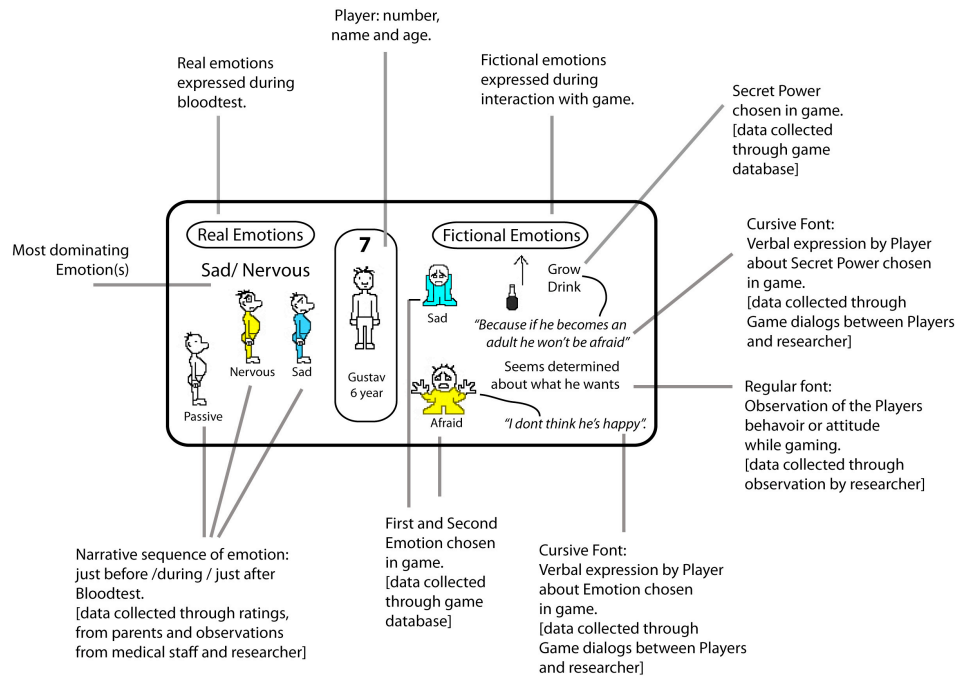 Player: number,
name and age.
Real emotions
expressed during
bloodtest.
Fictional emotions
expressed during
interaction with game.
Secret Power
chosen in game.
[data collected
through game
database]
Most dominating
Emotion(s)
Real Emotions
Sad/ Nervous
Passive
Nervous
Sad
7
Gustav
6 year
Fictional Emotions
Sad
Grow
Drink
"Because if he becomes an
adult he won't be afraid"
Seems determined
about what he wants
Afraid
"I dont think he's happy".
Cursive Font:
Verbal expression by Player
about Secret Power chosen
in game.
[data collected through
Game dialogs between Players
and researcher]
Regular font:
Observation of the Players
behavoir or attitude
while gaming.
[data collected through
observation by researcher]
Narrative sequence of emotion:
just before /during / just after
Bloodtest.
[data collected through ratings,
from parents and observations
from medical staff and researcher]
First and Second
Emotion chosen
in game.
[data collected
through game
database]
Cursive Font:
Verbal expression by Player
about Emotion chosen
in game.
[data collected through
Game dialogs between Players
and researcher]